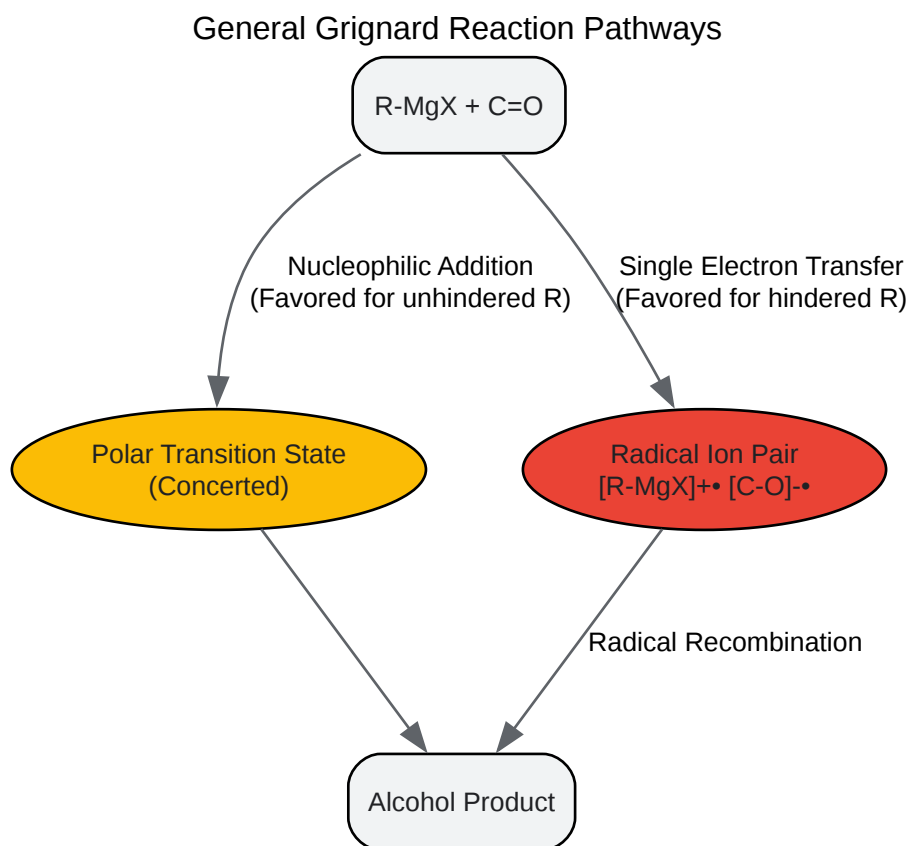 General Grignard Reaction Pathways
R-MgX + C=O
Nucleophilic Addition
(Favored for unhindered R)
Single Electron Transfer
(Favored for hindered R)
Polar Transition State
(Concerted)
Radical Ion Pair
[R-MgX]+• [C-O]-•
Radical Recombination
Alcohol Product